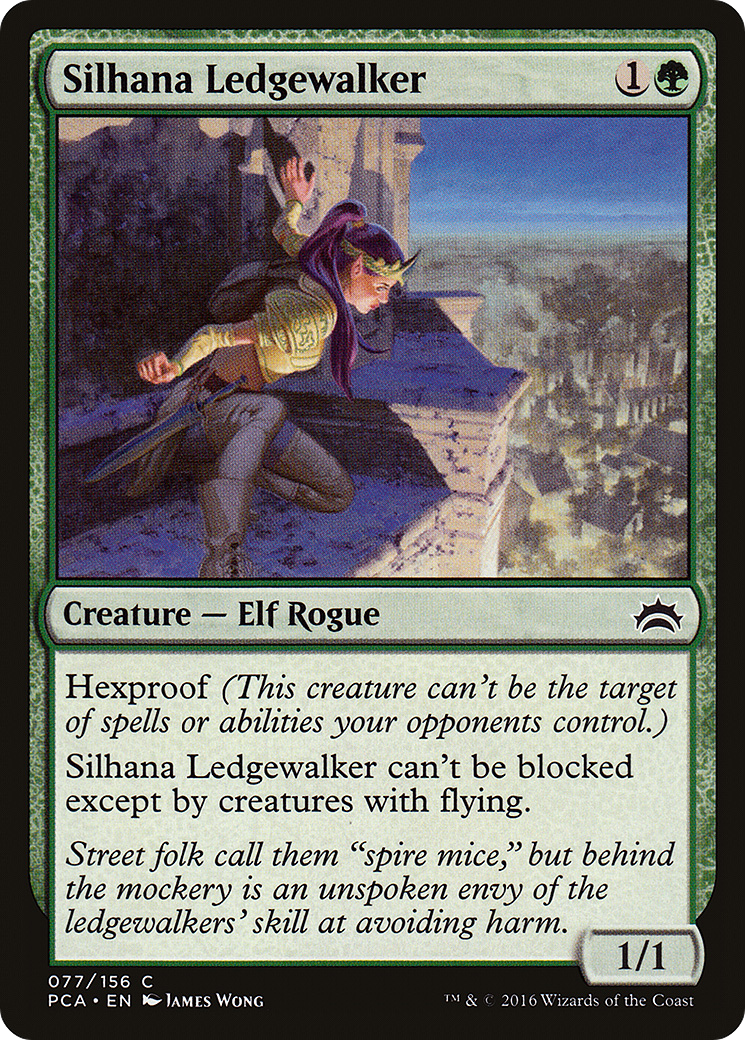 Silhana Ledgewalker 1
Creature — Elf Rogue
Hexproof (This creature can't be the target
of spells or abilities your opponents control.)
Silhana Ledgewalker can't be blocked
except by creatures with flying.
Street folk call them “spire mice,” but behind
the mockery is an unspoken envy of the
ledgewalkers' skill at avoiding harm.
1/1
077/156 C
PCA • EN James Wong ™ & © 2016 Wizards of the Coast